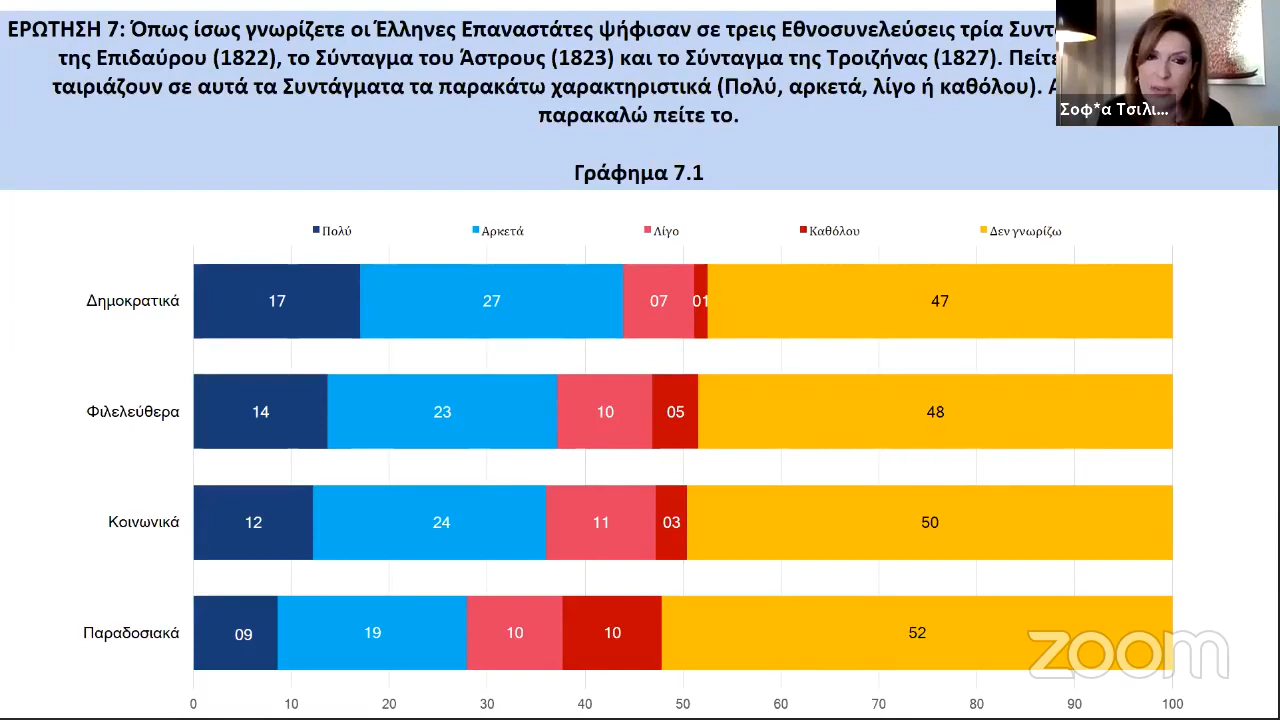 ΕΡΩΤΗΣΗ 7: Όπως ίσως γνωρίζετε οι Έλληνες Επαναστάτες ψήφισαν σε τρεις Εθνοσυνελεύσεις τρία
της Επιδαύρου (1822), το Σύνταγμα του Άστρους (1823) και το Σύνταγμα της Τροιζήνας (1827).
ταιριάζουν σε αυτά τα Συντάγματα τα παρακάτω χαρακτηριστικά (Πολύ, αρκετά, λίγο ή καθόλου).
παρακαλώ πείτε το.
Γράφημα 7.1
Σοφ*α Τσιλι...
Πολύ Αρκετά Λίγο Καθόλου Δεν γνωρίζω
Δημοκρατικά 17 27 07 01 47
Φιλελεύθερα 14 23 10 05 48
Κοινωνικά 12 24 11 03 50
Παραδοσιακά 09 19 10 10 52
zoom
0 10 20 30 40 50 60 70 80 90 100